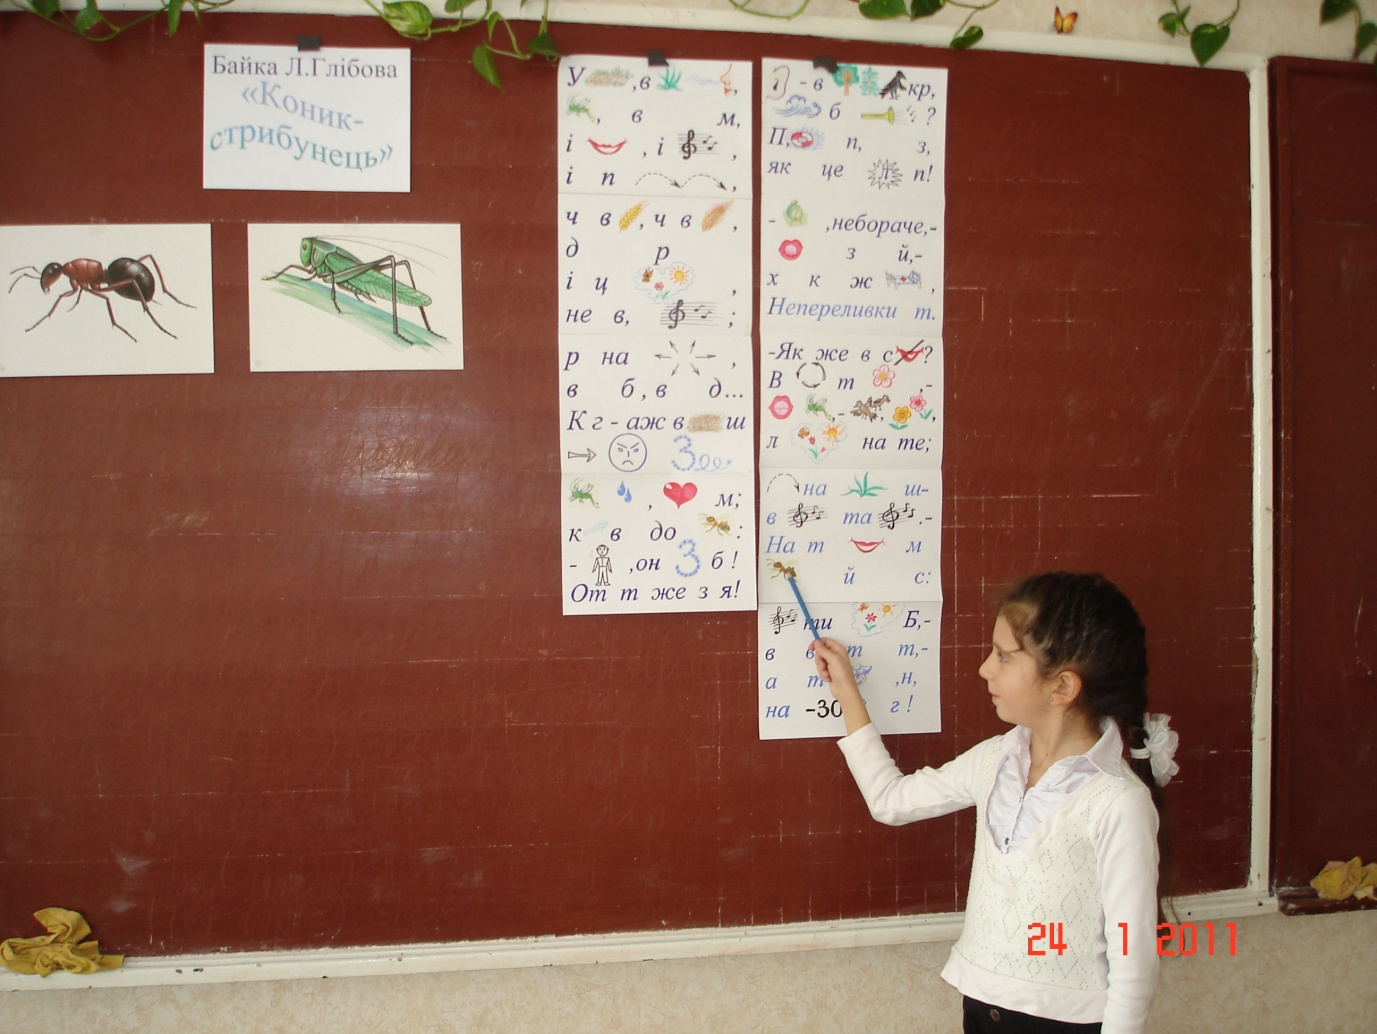 Байка Л.Глібова
«Коник-
стрибунець»
У ,в ,
, в м,
і , і ,
і п ,
ч в , ч в ,
д р
і ц ,
не в, ;
р на ,
в б , в д...
К г - аж в ш
З
, м;
к в до :
- ,он З б !
От т же з я!
- в кр,
б ?
П, п, з,
як це Л п!
- ,небораче,-
з й,-
х к ж ,
Непереливки т.
-Як же в с ?
В т ,-
,- , ,
л на те;
на ш-
в та .-
На т м
й с:
ти Б,-
в в т т,-
а т ,н,
на -30 г !
24 1 2011